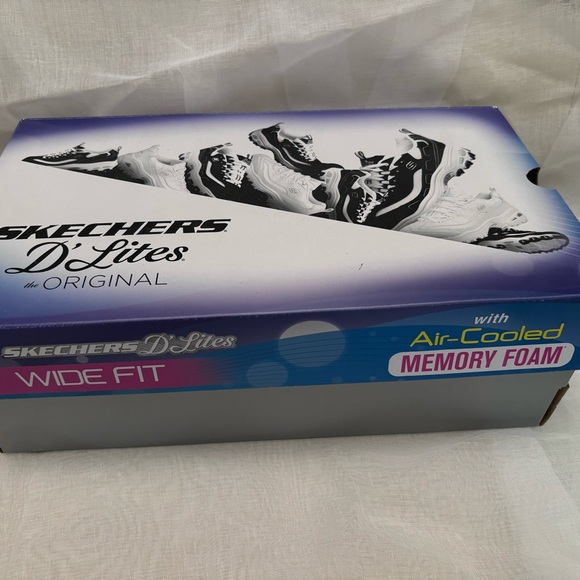 SKECHERS
D'Lites
the ORIGINAL
SKECHERS D'Lites
WIDE FIT
with
Air-Cooled
MEMORY FOAM